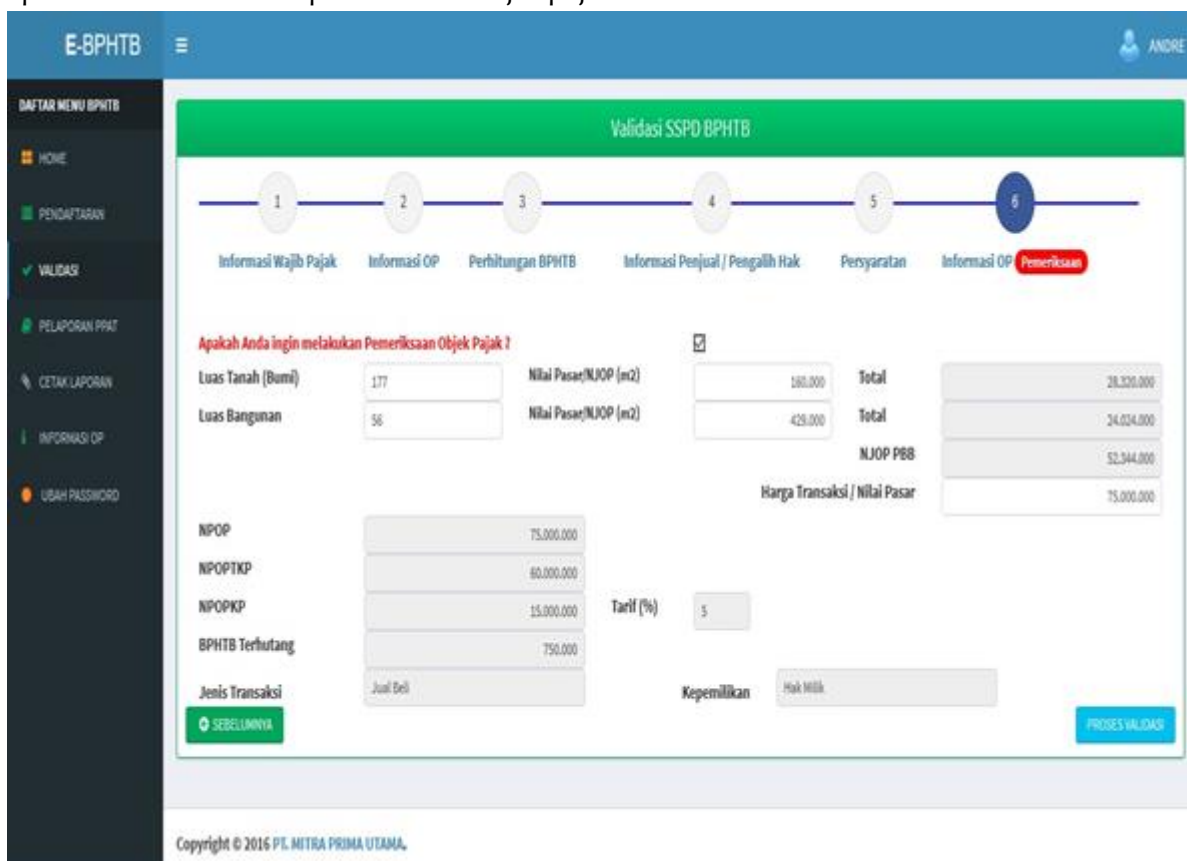 E-BPHTB
ANDRE
DAFTAR MENU BPHTB
HOME
PENDAFTARAN
VALIDASI
PELAPORAN PPAT
CETAK LAPORAN
INFORMASI OP
UBAH PASSWORD
Validasi SSPD BPHTB
1 2 3 4 5 6
Informasi Wajib Pajak Informasi OP Perhitungan BPHTB Informasi Penjual / Pengalih Hak Persyaratan Informasi OP Pemeriksaan
Apakah Anda ingin melakukan Pemeriksaan Objek Pajak ?
Luas Tanah (Bumi) 177 Nilai Pasar/NJOP (m2) 160.000 Total 28.320.000
Luas Bangunan 56 Nilai Pasar/NJOP (m2) 429.000 Total 24.024.000
NJOP PBB 52.344.000
Harga Transaksi / Nilai Pasar 75.000.000
NPOP 75.000.000
NPOPTKP 60.000.000
NPOPKP 15.000.000 Tarif (%) 5
BPHTB Terhutang 750.000
Jenis Transaksi Jual Beli Kepemilikan Hak Milik
SEBELUMNYA PROSES VALIDASI
Copyright © 2016 PT. MITRA PRIMA UTAMA.